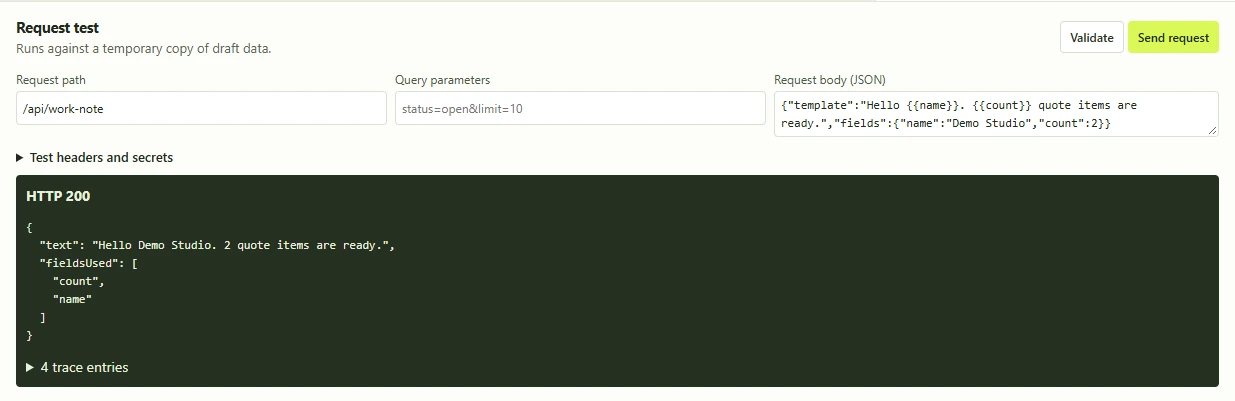 Request test
Runs against a temporary copy of draft data.
Validate
Send request
Request path
Query parameters
Request body (JSON)
/api/work-note
status=open&limit=10
{"template":"Hello {{name}}. {{count}} quote items are
ready.","fields":{"name":"Demo Studio","count":2}}
Test headers and secrets
HTTP 200
{
  "text": "Hello Demo Studio. 2 quote items are ready.",
  "fieldsUsed": [
    "count",
    "name"
  ]
}
4 trace entries